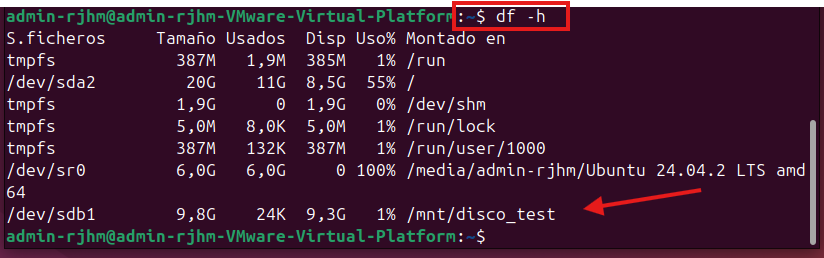 admin-rjhm@admin-rjhm-VMware-Virtual-Platform:~$ df -h
S.ficheros     Tamaño Usados  Disp Uso% Montado en
tmpfs            387M   1,9M  385M   1% /run
/dev/sda2         20G    11G  8,5G  55% /
tmpfs            1,9G      0  1,9G   0% /dev/shm
tmpfs            5,0M   8,0K  5,0M   1% /run/lock
tmpfs            387M   132K  387M   1% /run/user/1000
/dev/sr0         6,0G   6,0G     0 100% /media/admin-rjhm/Ubuntu 24.04.2 LTS amd
64
/dev/sdb1        9,8G    24K  9,3G   1% /mnt/disco_test
admin-rjhm@admin-rjhm-VMware-Virtual-Platform:~$